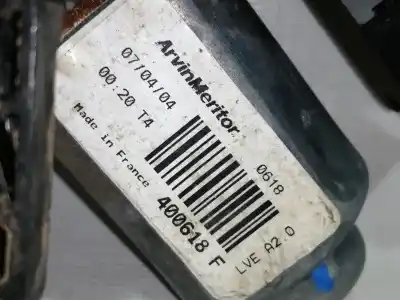 ArvinMeritor
07/04/04
00:20 T4
Made in France
0618
400618 F
LVE A2.0